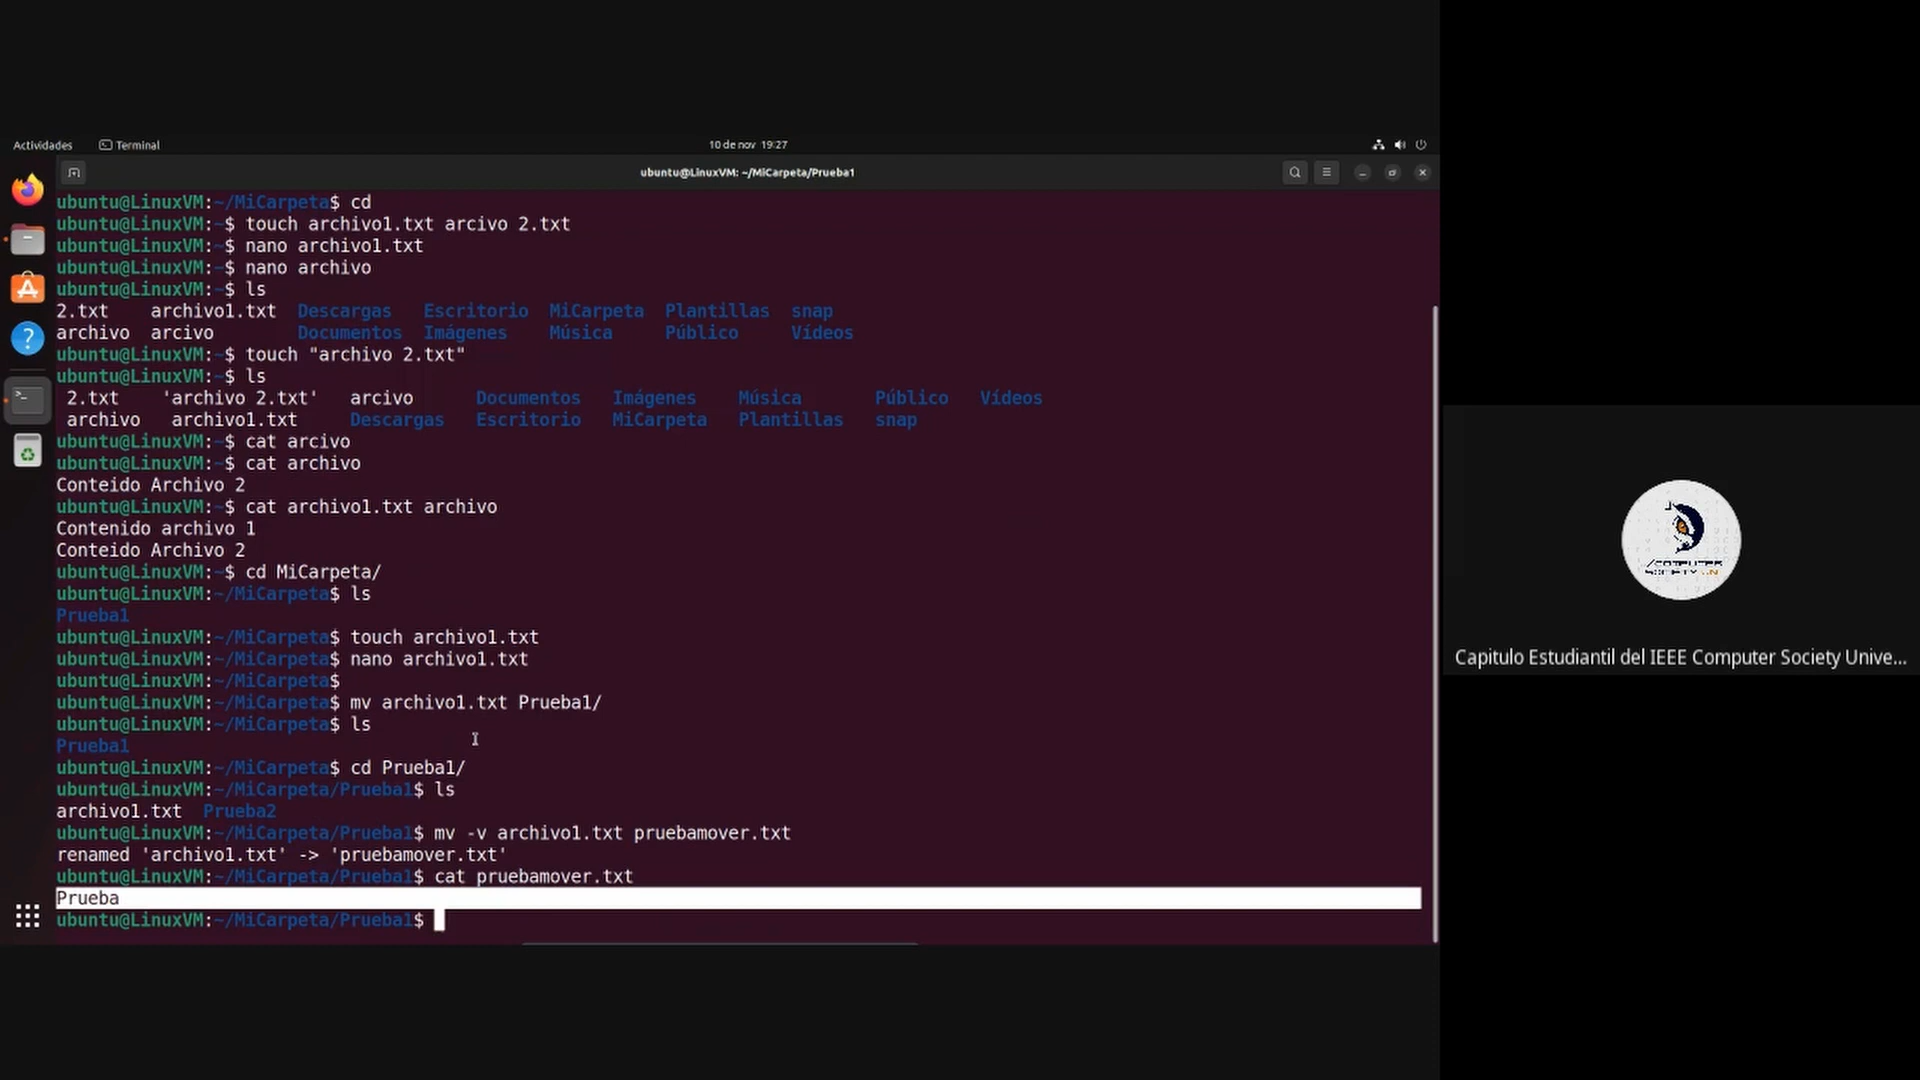 Actividades Terminal 10 de nov 19:27
ubuntu@LinuxVM: ~/MiCarpeta/Prueba1
ubuntu@LinuxVM:~/MiCarpeta$ cd
ubuntu@LinuxVM:~$ touch archivo1.txt arcivo 2.txt
ubuntu@LinuxVM:~$ nano archivo1.txt
ubuntu@LinuxVM:~$ nano archivo
ubuntu@LinuxVM:~$ ls
2.txt archivo1.txt Descargas Escritorio MiCarpeta Plantillas snap
archivo arcivo Documentos Imágenes Música Público Vídeos
ubuntu@LinuxVM:~$ touch "archivo 2.txt"
ubuntu@LinuxVM:~$ ls
2.txt 'archivo 2.txt' arcivo Documentos Imágenes Música Público Vídeos
archivo archivo1.txt Descargas Escritorio MiCarpeta Plantillas snap
ubuntu@LinuxVM:~$ cat arcivo
ubuntu@LinuxVM:~$ cat archivo
Conteido Archivo 2
ubuntu@LinuxVM:~$ cat archivo1.txt archivo
Contenido archivo 1
Conteido Archivo 2
ubuntu@LinuxVM:~$ cd MiCarpeta/
ubuntu@LinuxVM:~/MiCarpeta$ ls
Prueba1
ubuntu@LinuxVM:~/MiCarpeta$ touch archivo1.txt
ubuntu@LinuxVM:~/MiCarpeta$ nano archivo1.txt
ubuntu@LinuxVM:~/MiCarpeta$
ubuntu@LinuxVM:~/MiCarpeta$ mv archivo1.txt Prueba1/
ubuntu@LinuxVM:~/MiCarpeta$ ls
Prueba1
ubuntu@LinuxVM:~/MiCarpeta$ cd Prueba1/
ubuntu@LinuxVM:~/MiCarpeta/Prueba1$ ls
archivo1.txt Prueba2
ubuntu@LinuxVM:~/MiCarpeta/Prueba1$ mv -v archivo1.txt pruebamover.txt
renamed 'archivo1.txt' -> 'pruebamover.txt'
ubuntu@LinuxVM:~/MiCarpeta/Prueba1$ cat pruebamover.txt
Prueba
ubuntu@LinuxVM:~/MiCarpeta/Prueba1$
COMPUTER
SOCIETY
Capitulo Estudiantil del IEEE Computer Society Unive...